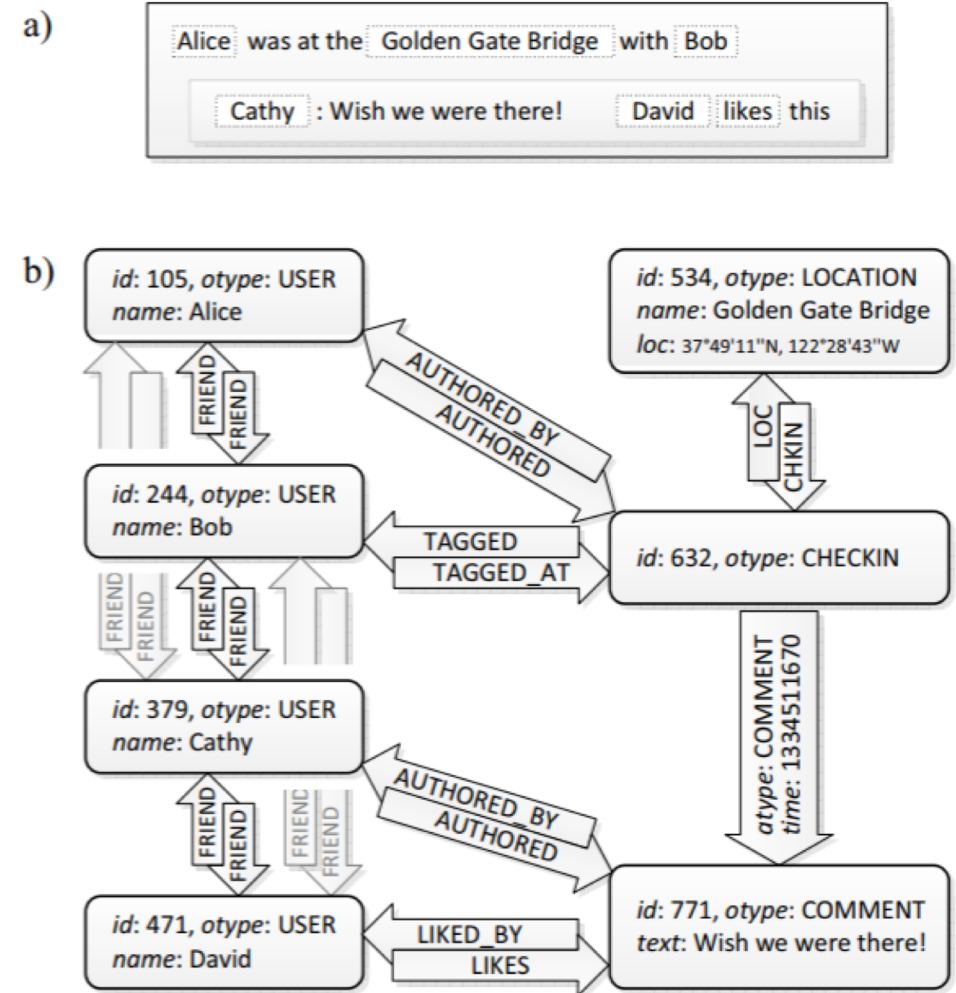 a)
Alice was at the Golden Gate Bridge with Bob
Cathy : Wish we were there! David likes this
b)
id: 105, otype: USER
name: Alice
id: 534, otype: LOCATION
name: Golden Gate Bridge
loc: 37°49'11"N, 122°28'43"W
FRIEND
FRIEND
AUTHORED_BY
AUTHORED
LOC
CHKIN
id: 244, otype: USER
name: Bob
TAGGED
TAGGED_AT
id: 632, otype: CHECKIN
FRIEND
FRIEND
FRIEND
FRIEND
atype: COMMENT
time: 1334511670
id: 379, otype: USER
name: Cathy
AUTHORED_BY
AUTHORED
FRIEND
FRIEND
FRIEND
FRIEND
id: 471, otype: USER
name: David
LIKED_BY
LIKES
id: 771, otype: COMMENT
text: Wish we were there!